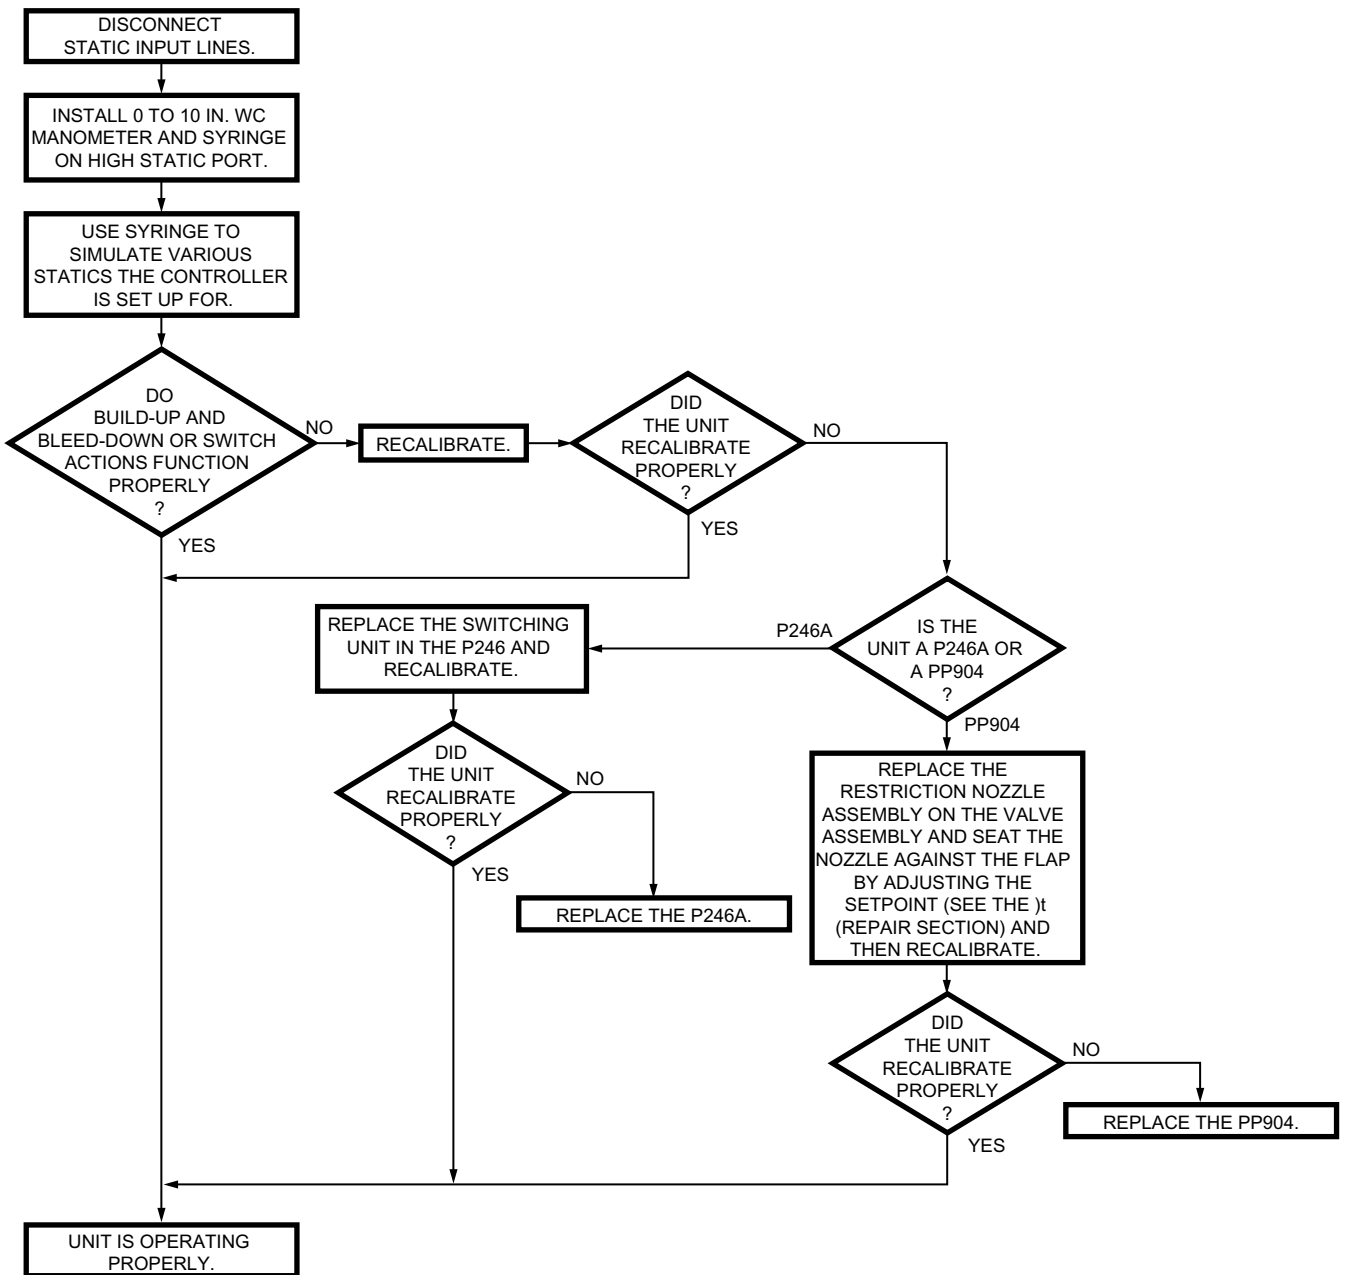 DISCONNECT
STATIC INPUT LINES.
INSTALL 0 TO 10 IN. WC
MANOMETER AND SYRINGE
ON HIGH STATIC PORT.
USE SYRINGE TO
SIMULATE VARIOUS
STATICS THE CONTROLLER
IS SET UP FOR.
DO
BUILD-UP AND
BLEED-DOWN OR SWITCH
ACTIONS FUNCTION
PROPERLY
?
NO
YES
RECALIBRATE.
DID
THE UNIT
RECALIBRATE
PROPERLY
?
NO
YES
IS THE
UNIT A P246A OR
A PP904
?
P246A
PP904
REPLACE THE SWITCHING
UNIT IN THE P246 AND
RECALIBRATE.
DID
THE UNIT
RECALIBRATE
PROPERLY
?
NO
YES
REPLACE THE P246A.
REPLACE THE
RESTRICTION NOZZLE
ASSEMBLY ON THE VALVE
ASSEMBLY AND SEAT THE
NOZZLE AGAINST THE FLAP
BY ADJUSTING THE
SETPOINT (SEE THE )t
(REPAIR SECTION) AND
THEN RECALIBRATE.
DID
THE UNIT
RECALIBRATE
PROPERLY
?
NO
YES
REPLACE THE PP904.
UNIT IS OPERATING
PROPERLY.